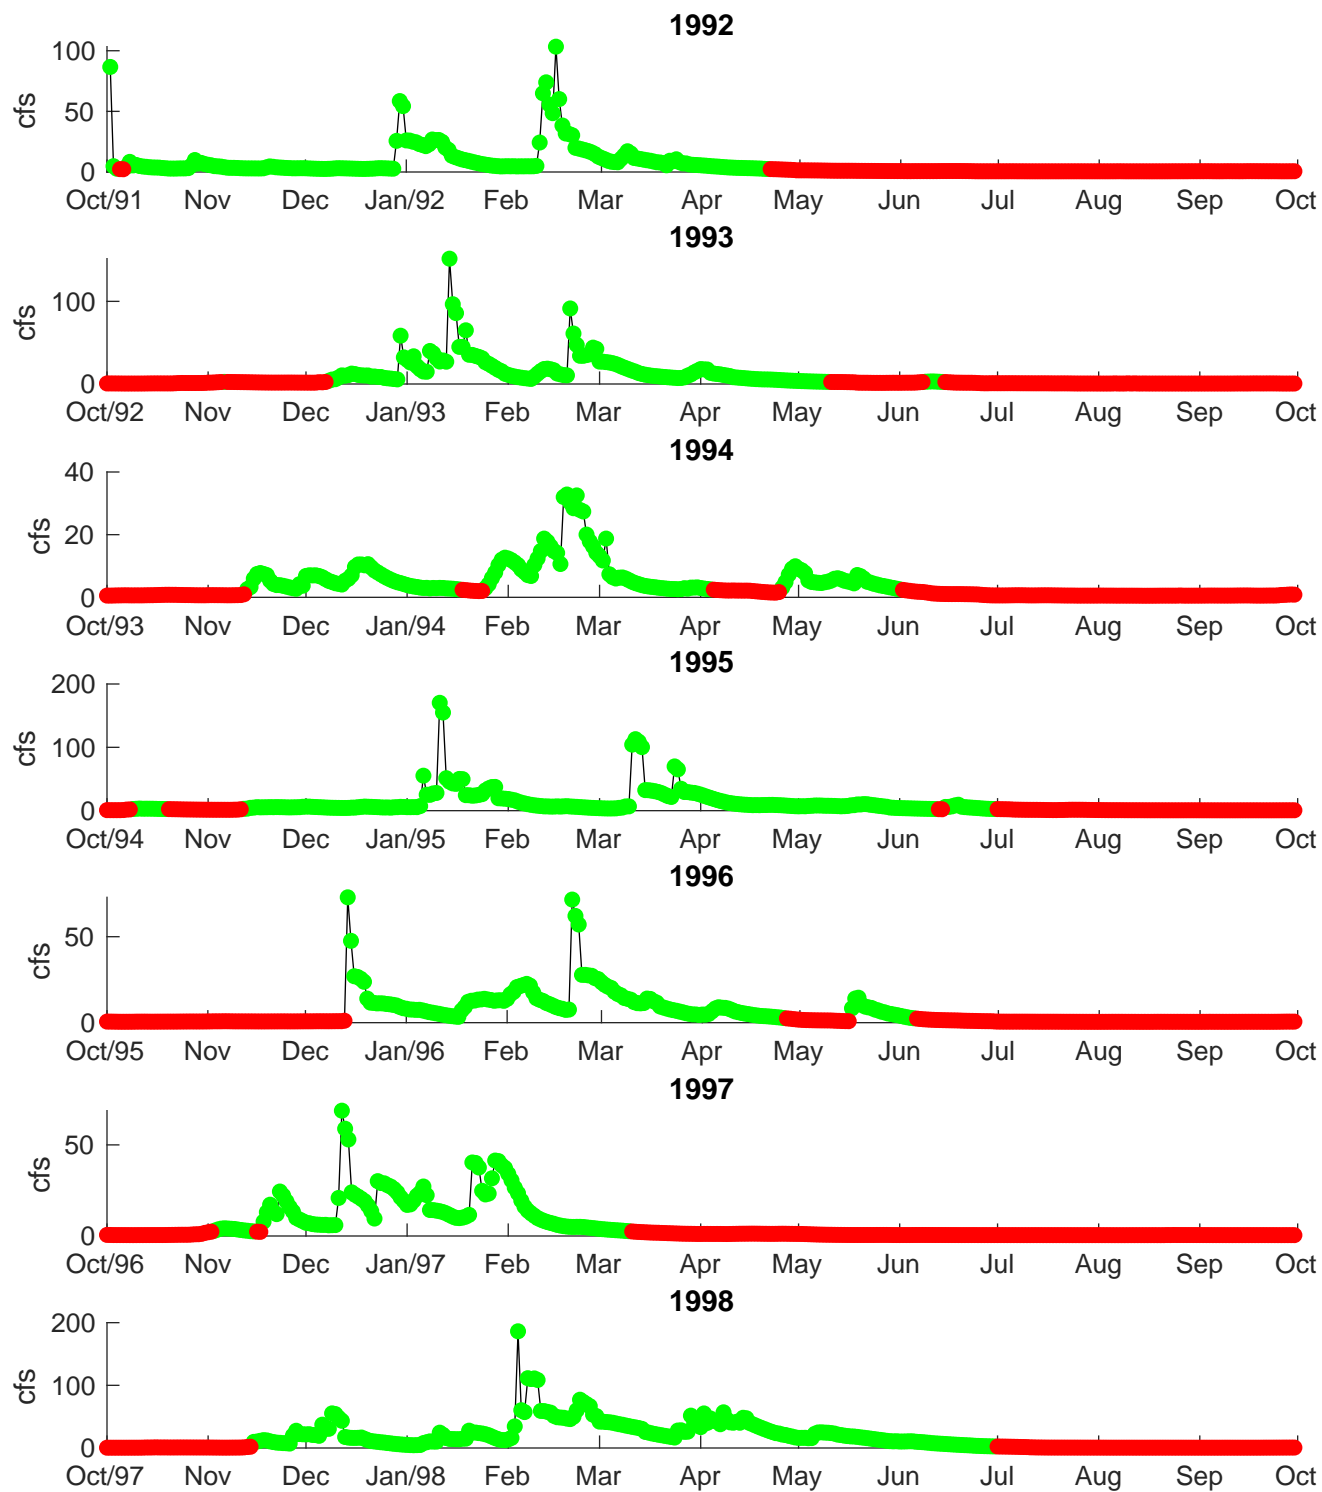 1992
100
50
0
cfs
Oct/91 Nov Dec Jan/92 Feb Mar Apr May Jun Jul Aug Sep Oct
1993
100
0
cfs
Oct/92 Nov Dec Jan/93 Feb Mar Apr May Jun Jul Aug Sep Oct
1994
40
20
0
cfs
Oct/93 Nov Dec Jan/94 Feb Mar Apr May Jun Jul Aug Sep Oct
1995
200
100
0
cfs
Oct/94 Nov Dec Jan/95 Feb Mar Apr May Jun Jul Aug Sep Oct
1996
50
0
cfs
Oct/95 Nov Dec Jan/96 Feb Mar Apr May Jun Jul Aug Sep Oct
1997
50
0
cfs
Oct/96 Nov Dec Jan/97 Feb Mar Apr May Jun Jul Aug Sep Oct
1998
200
100
0
cfs
Oct/97 Nov Dec Jan/98 Feb Mar Apr May Jun Jul Aug Sep Oct